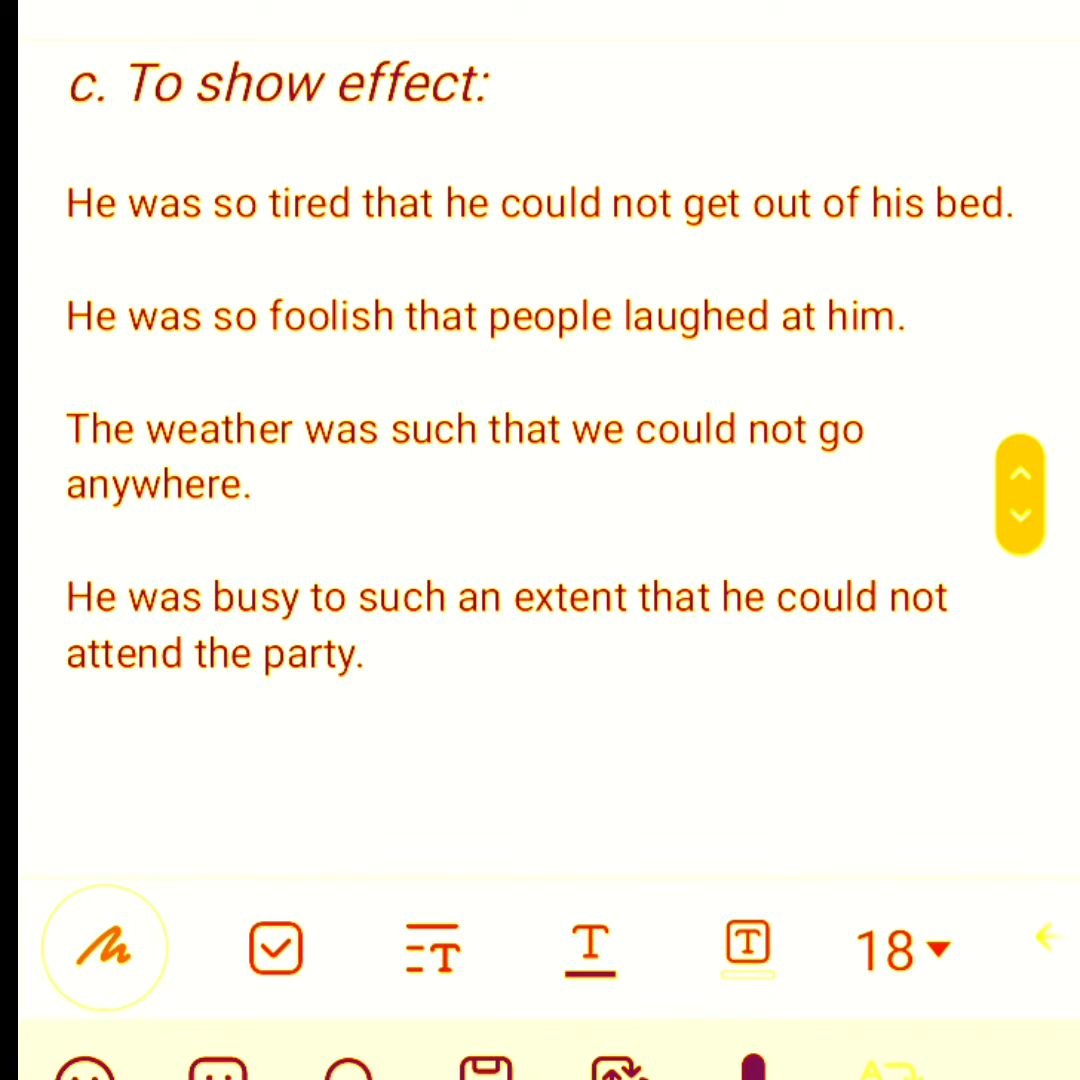 c. To show effect:
He was so tired that he could not get out of his bed.
He was so foolish that people laughed at him.
The weather was such that we could not go
anywhere.
He was busy to such an extent that he could not
attend the party.
T
T
T
18